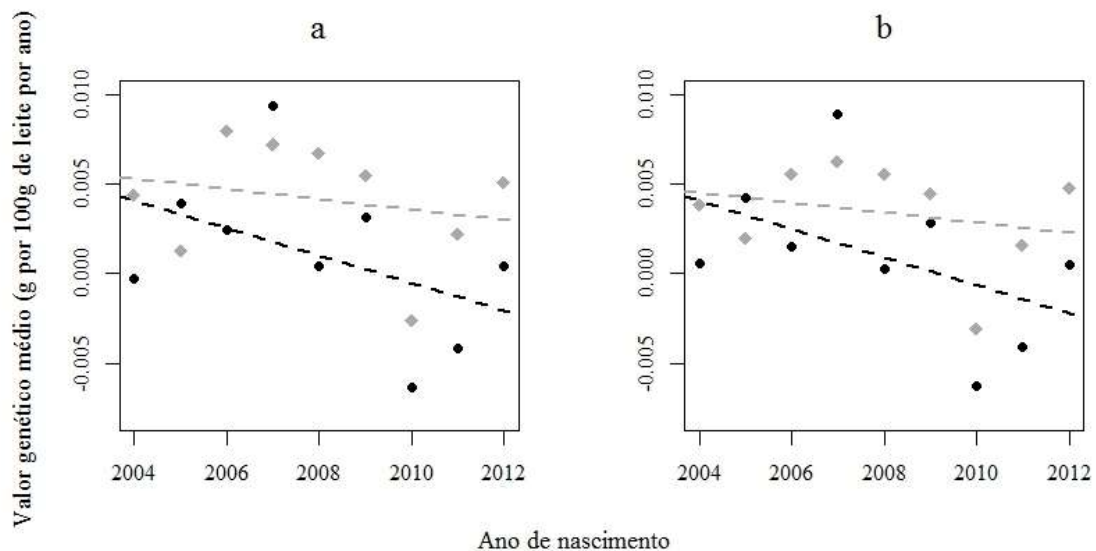 a
b
Valor genético médio (g por 100g de leite por ano)
0.010
0.005
0.000
-0.005
2004 2006 2008 2010 2012
0.010
0.005
0.000
-0.005
2004 2006 2008 2010 2012
Ano de nascimento